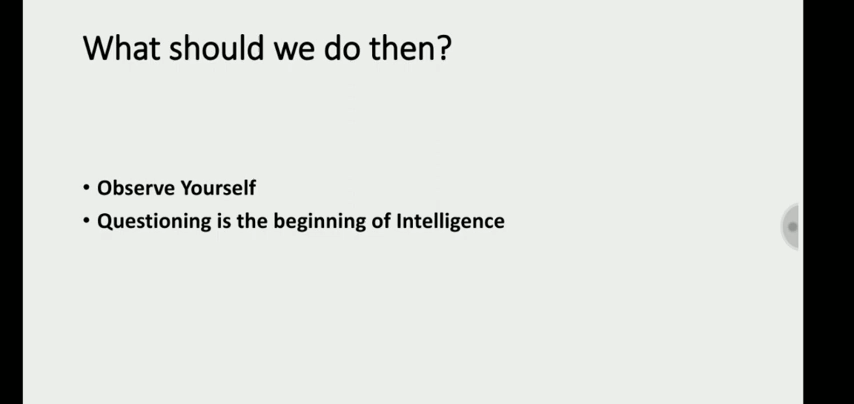 What should we do then?
• Observe Yourself
• Questioning is the beginning of Intelligence